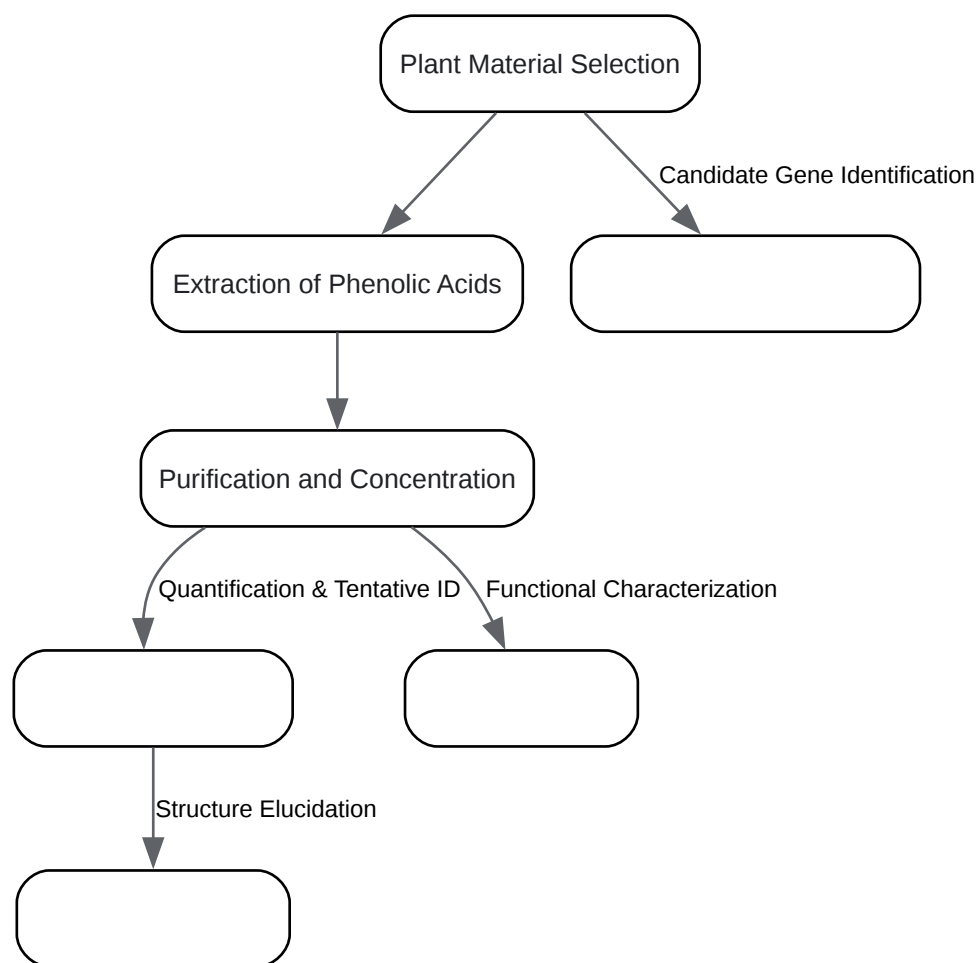 Plant Material Selection
Candidate Gene Identification
Extraction of Phenolic Acids
Purification and Concentration
Quantification & Tentative ID
Functional Characterization
Structure Elucidation